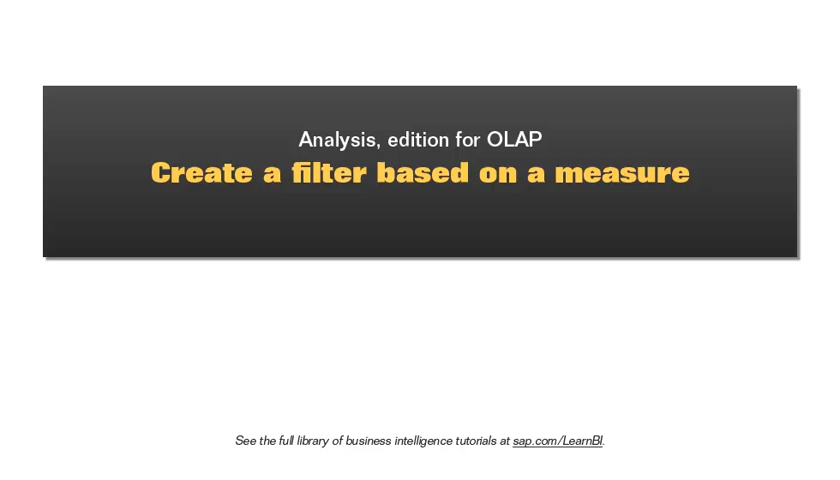 Analysis, edition for OLAP
Create a filter based on a measure
See the full library of business intelligence tutorials at sap.com/LearnBI.